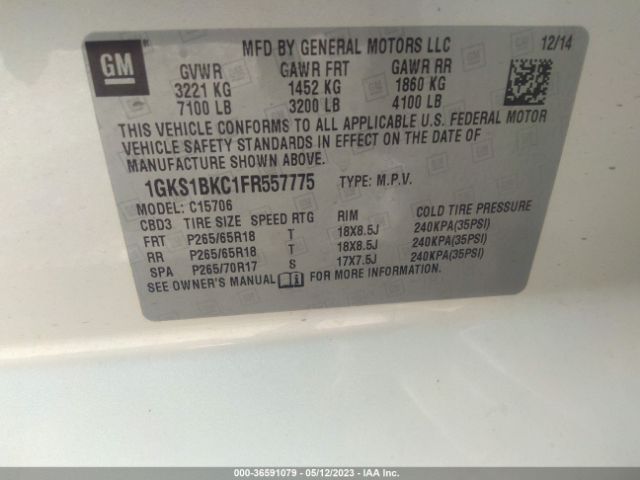 GM
MFD BY GENERAL MOTORS LLC 12/14
GVWR GAWR FRT GAWR RR
3221 KG 1452 KG 1860 KG
7100 LB 3200 LB 4100 LB
THIS VEHICLE CONFORMS TO ALL APPLICABLE U.S. FEDERAL MOTOR
VEHICLE SAFETY STANDARDS IN EFFECT ON THE DATE OF
MANUFACTURE SHOWN ABOVE.
1GKS1BKC1FR557775 TYPE: M.P.V.
MODEL: C15706
CBD3 TIRE SIZE SPEED RTG RIM COLD TIRE PRESSURE
FRT P265/65R18 T 18X8.5J 240KPA(35PSI)
RR P265/65R18 T 18X8.5J 240KPA(35PSI)
SPA P265/70R17 S 17X7.5J 240KPA(35PSI)
SEE OWNER'S MANUAL FOR MORE INFORMATION.
000-36591079 - 05/12/2023 - IAA Inc.